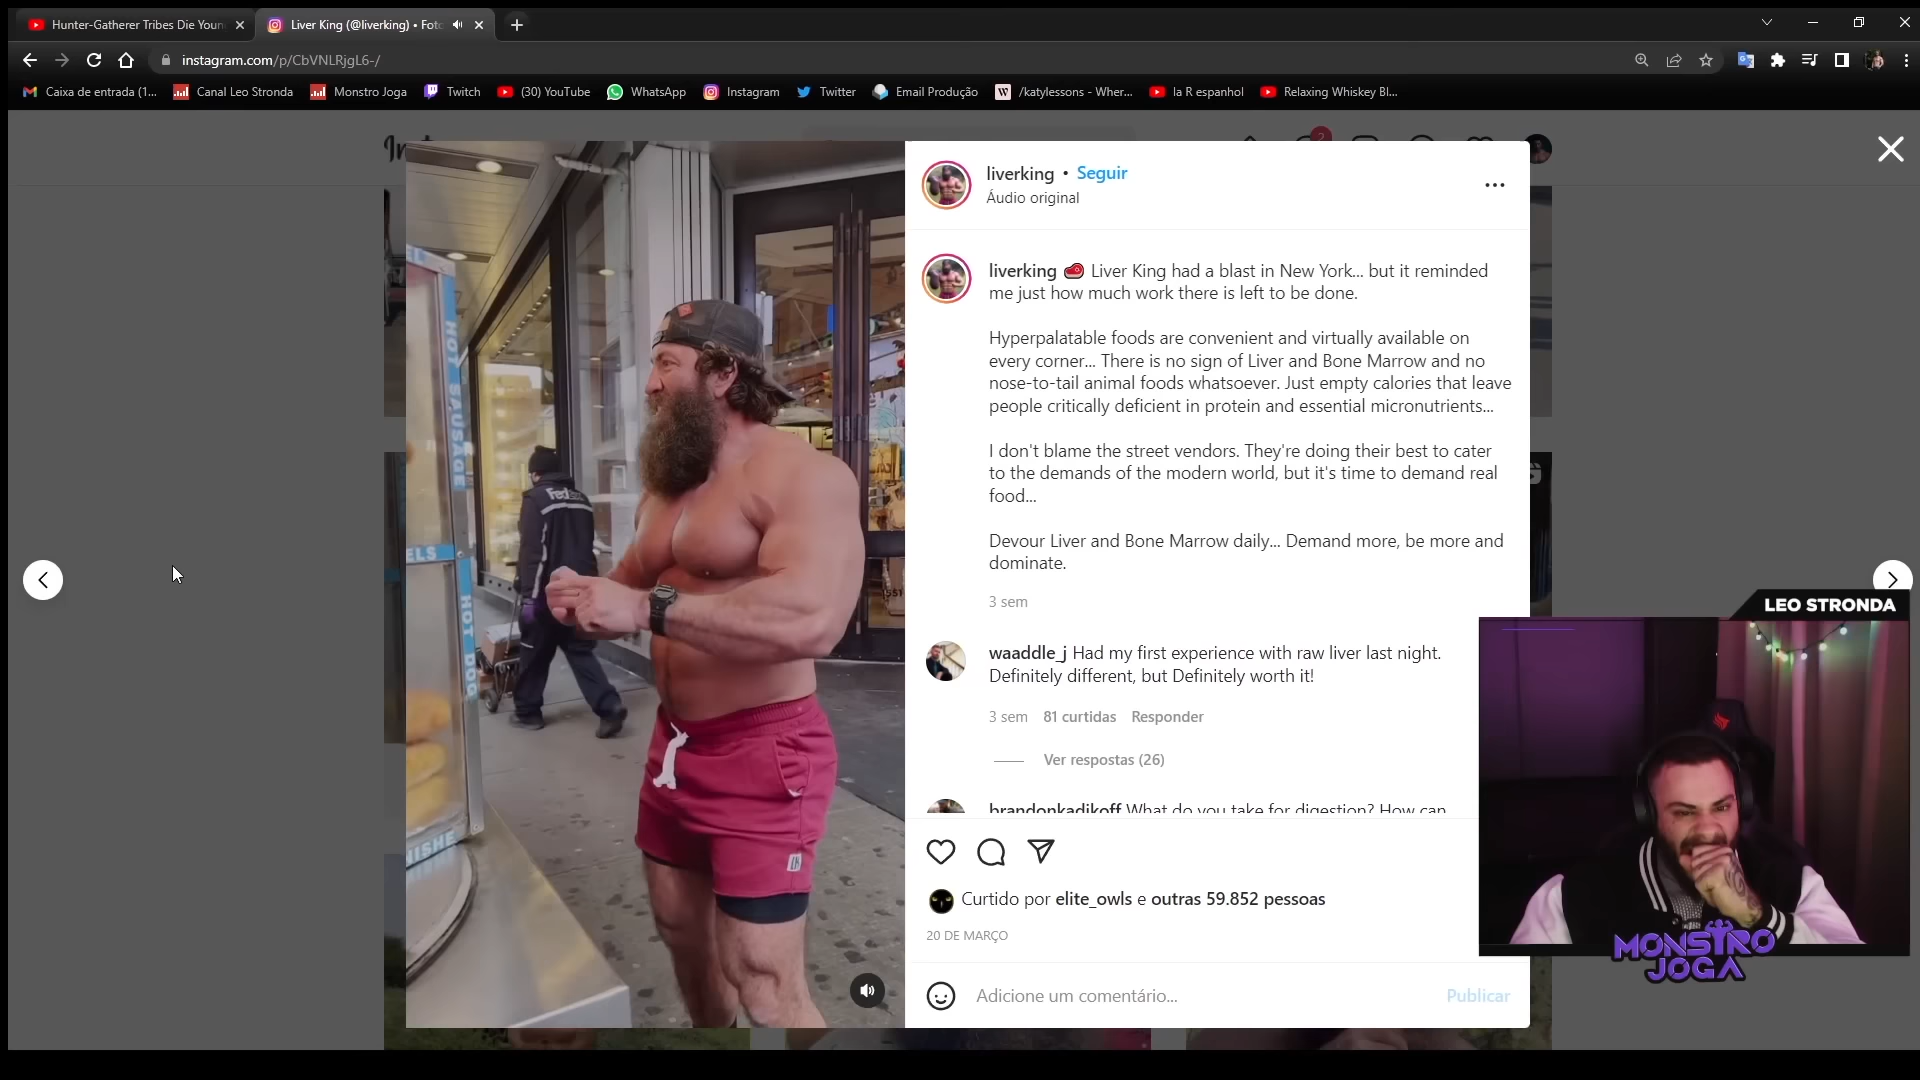 Hunter-Gatherer Tribes Die Youn
Liver King (@liverking) • Foto
instagram.com/p/CbVNLRjgL6-/
Caixa de entrada (1...
Canal Leo Stronda
Monstro Joga
Twitch
(30) YouTube
WhatsApp
Instagram
Twitter
Email Produção
/katylessons - Wher...
la R espanhol
Relaxing Whiskey Bl...
2
liverking • Seguir
Áudio original
liverking 🥩 Liver King had a blast in New York... but it reminded
me just how much work there is left to be done.
Hyperpalatable foods are convenient and virtually available on
every corner... There is no sign of Liver and Bone Marrow and no
nose-to-tail animal foods whatsoever. Just empty calories that leave
people critically deficient in protein and essential micronutrients...
I don't blame the street vendors. They're doing their best to cater
to the demands of the modern world, but it's time to demand real
food...
Devour Liver and Bone Marrow daily... Demand more, be more and
dominate.
3 sem
waaddle_j Had my first experience with raw liver last night.
Definitely different, but Definitely worth it!
3 sem 81 curtidas Responder
Ver respostas (26)
brandonkadikoff What do you take for digestion? How can
Curtido por elite_owls e outras 59.852 pessoas
20 DE MARÇO
Adicione um comentário...
Publicar
HOT SAUSAGE
HOT DOG
FedEx
ELS
NISHE
LK
LEO STRONDA
MONSTRO
JOGA